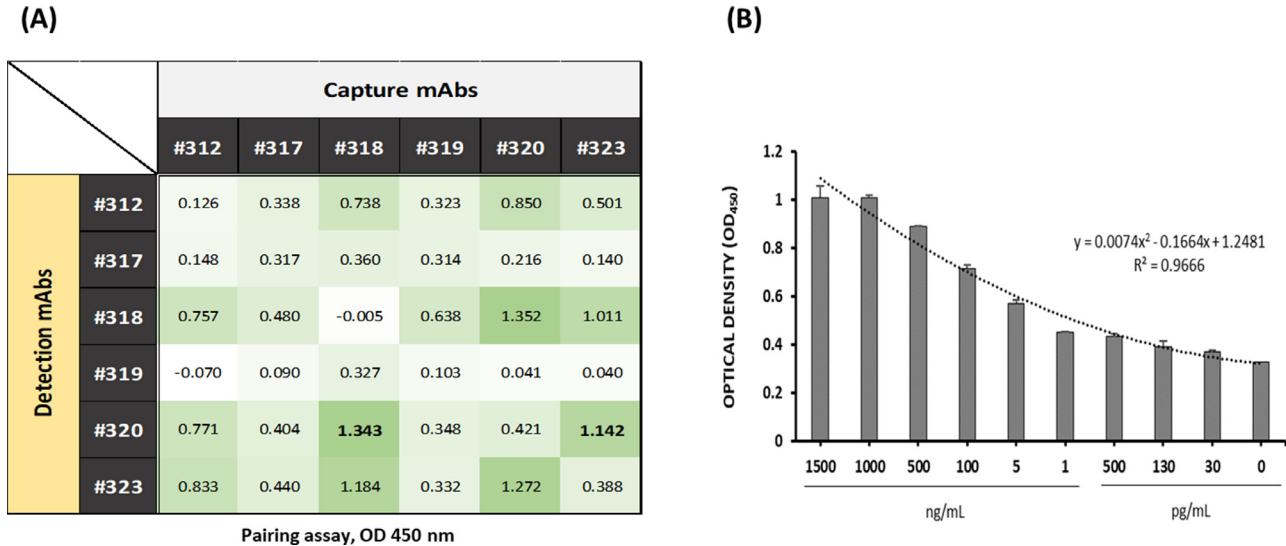 (A)
(B)
Capture mAbs
#312 #317 #318 #319 #320 #323
Detection mAbs
#312 0.126 0.338 0.738 0.323 0.850 0.501
#317 0.148 0.317 0.360 0.314 0.216 0.140
#318 0.757 0.480 -0.005 0.638 1.352 1.011
#319 -0.070 0.090 0.327 0.103 0.041 0.040
#320 0.771 0.404 1.343 0.348 0.421 1.142
#323 0.833 0.440 1.184 0.332 1.272 0.388
Pairing assay, OD 450 nm
OPTICAL DENSITY (OD₄₅₀)
1.2
1
0.8
0.6
0.4
0.2
0
y = 0.0074x² - 0.1664x + 1.2481
R² = 0.9666
1500 1000 500 100 5 1 500 130 30 0
ng/mL pg/mL